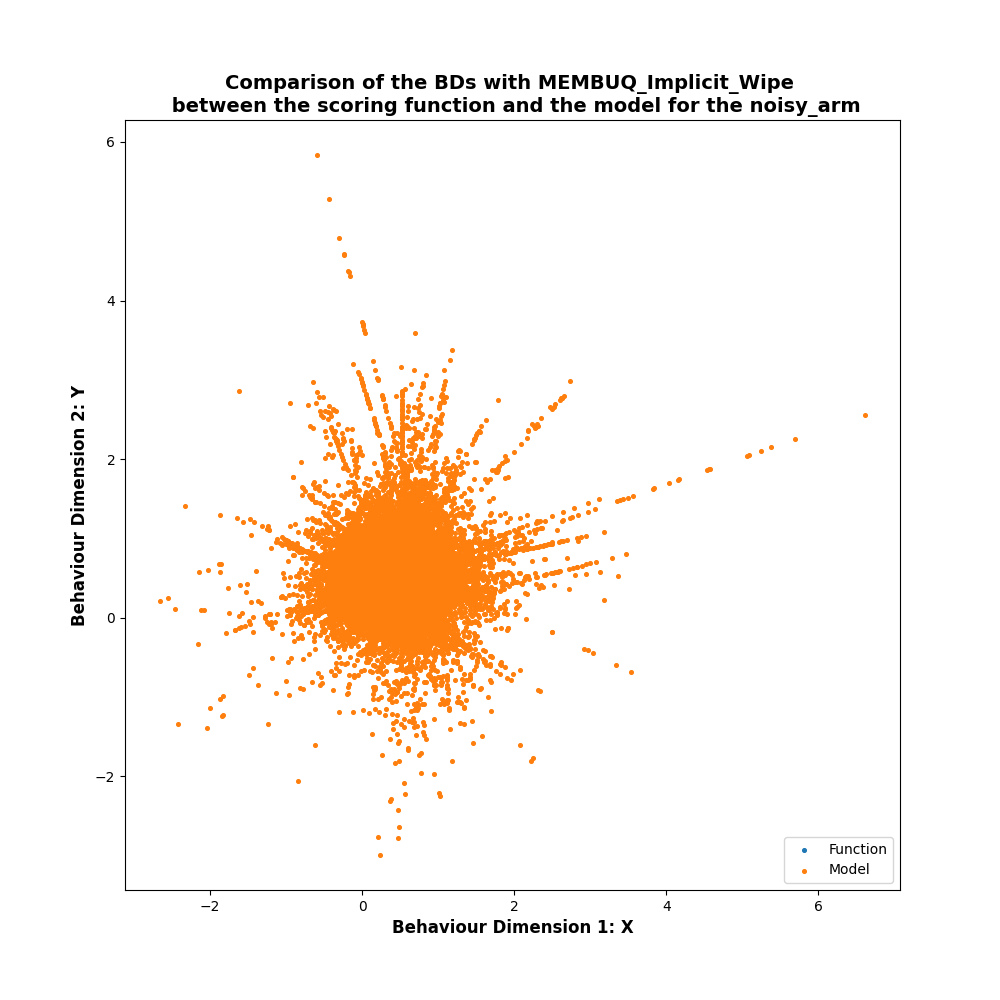 Comparison of the BDs with MEMBUQ_Implicit_Wipe
between the scoring function and the model for the noisy_arm
6
4
2
0
−2
Behaviour Dimension 2: Y
−2
0
2
4
6
Behaviour Dimension 1: X
Function
Model